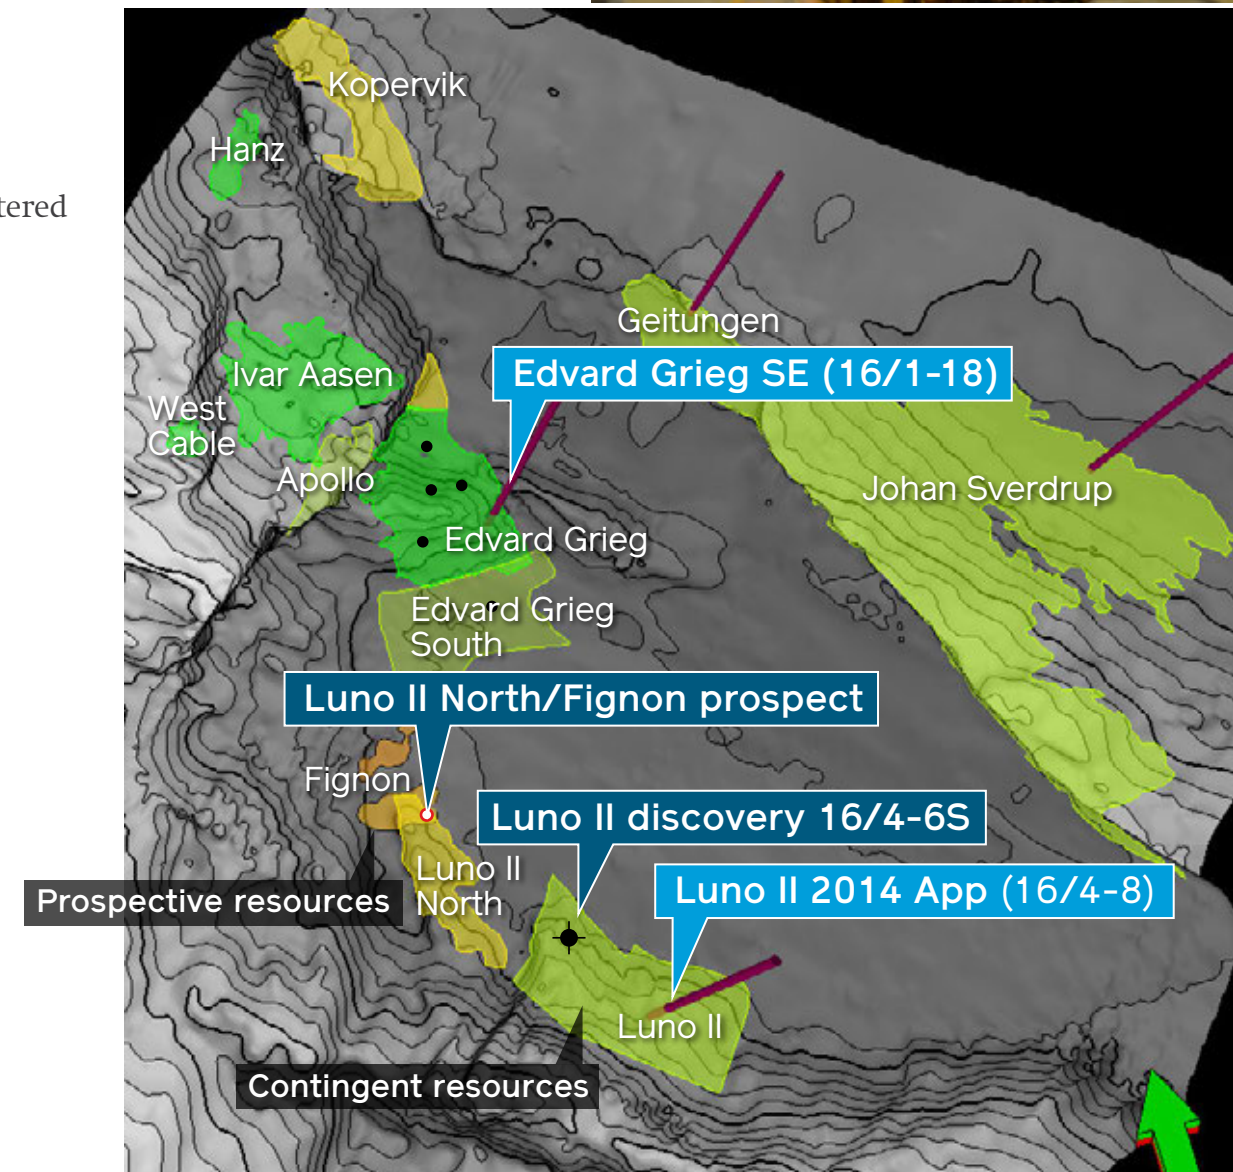 Kopervik
Hanz
tered
Geitungen
Edvard Grieg SE (16/1-18)
Ivar Aasen
West
Cable
Apollo
Johan Sverdrup
Edvard Grieg
Edvard Grieg
South
Luno II North/Fignon prospect
Fignon
Luno II discovery 16/4-6S
Luno II
North
Prospective resources
Luno II 2014 App (16/4-8)
Luno II
Contingent resources